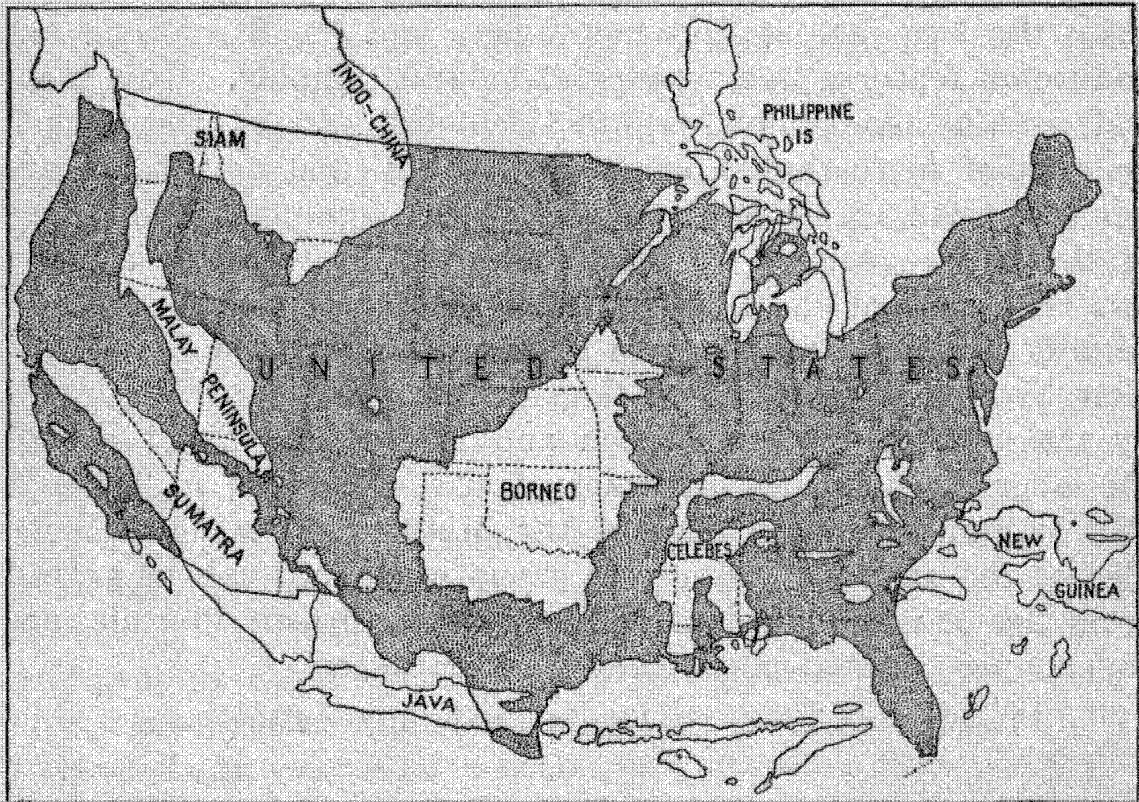 INDO-CHINA
PHILIPPINE
IS
SIAM
MALAY
PENINSULA
UNITED STATES
SUMATRA
BORNEO
CELEBES
NEW
GUINEA
JAVA